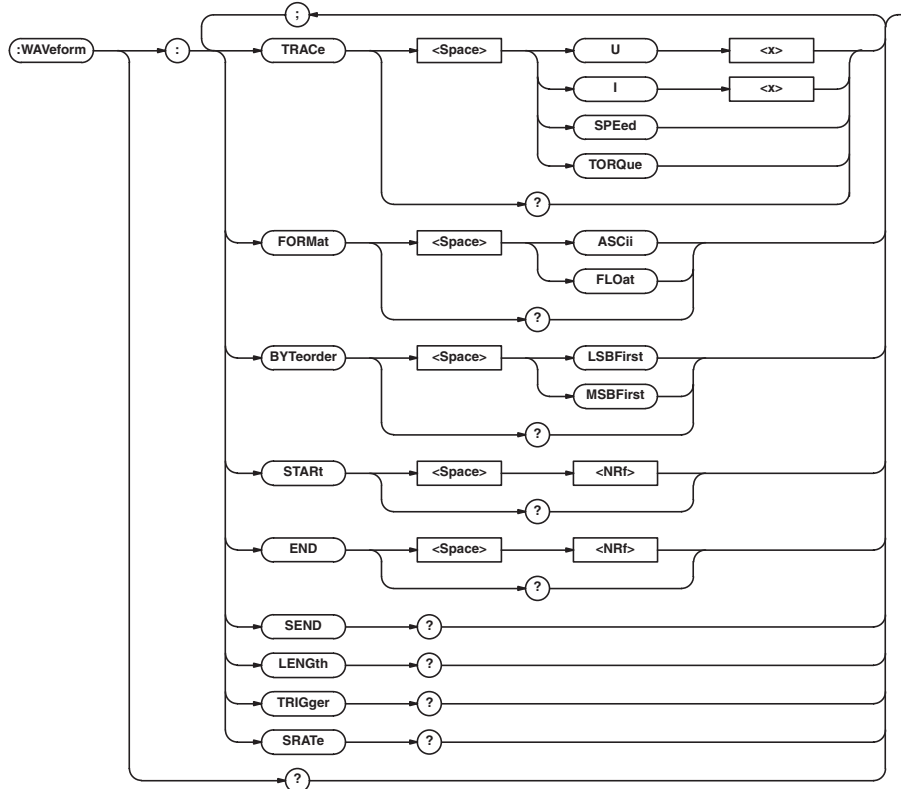 ;
:WAVeform : TRACe <Space> U <x>
I <x>
SPEed
TORQue
?
FORMat <Space> ASCii
FLOat
?
BYTeorder <Space> LSBFirst
MSBFirst
?
STARt <Space> <NRf>
?
END <Space> <NRf>
?
SEND ?
LENGth ?
TRIGger ?
SRATe ?
?